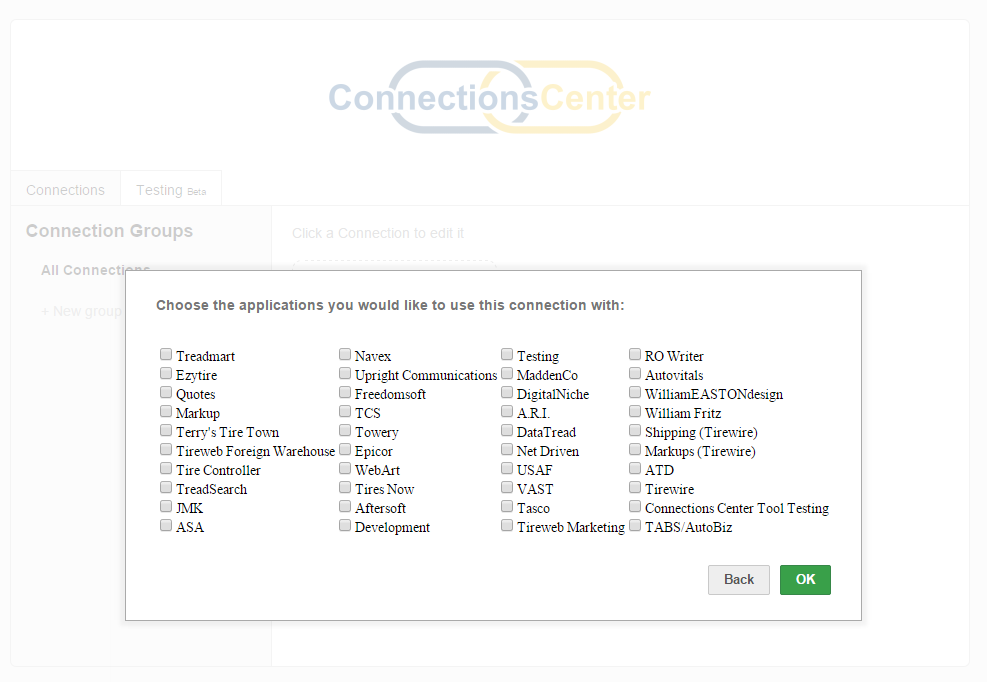 ConnectionsCenter
Connections
Testing Beta
Connection Groups
All Connections
+ New group
Click a Connection to edit it
Choose the applications you would like to use this connection with:
Treadmart Navex Testing RO Writer
Ezytire Upright Communications MaddenCo Autovitals
Quotes Freedomsoft DigitalNiche WilliamEASTONdesign
Markup TCS A.R.I. William Fritz
Terry's Tire Town Towery DataTread Shipping (Tirewire)
Tireweb Foreign Warehouse Epicor Net Driven Markups (Tirewire)
Tire Controller WebArt USAF ATD
TreadSearch Tires Now VAST Tirewire
JMK Aftersoft Tasco Connections Center Tool Testing
ASA Development Tireweb Marketing TABS/AutoBiz
Back OK